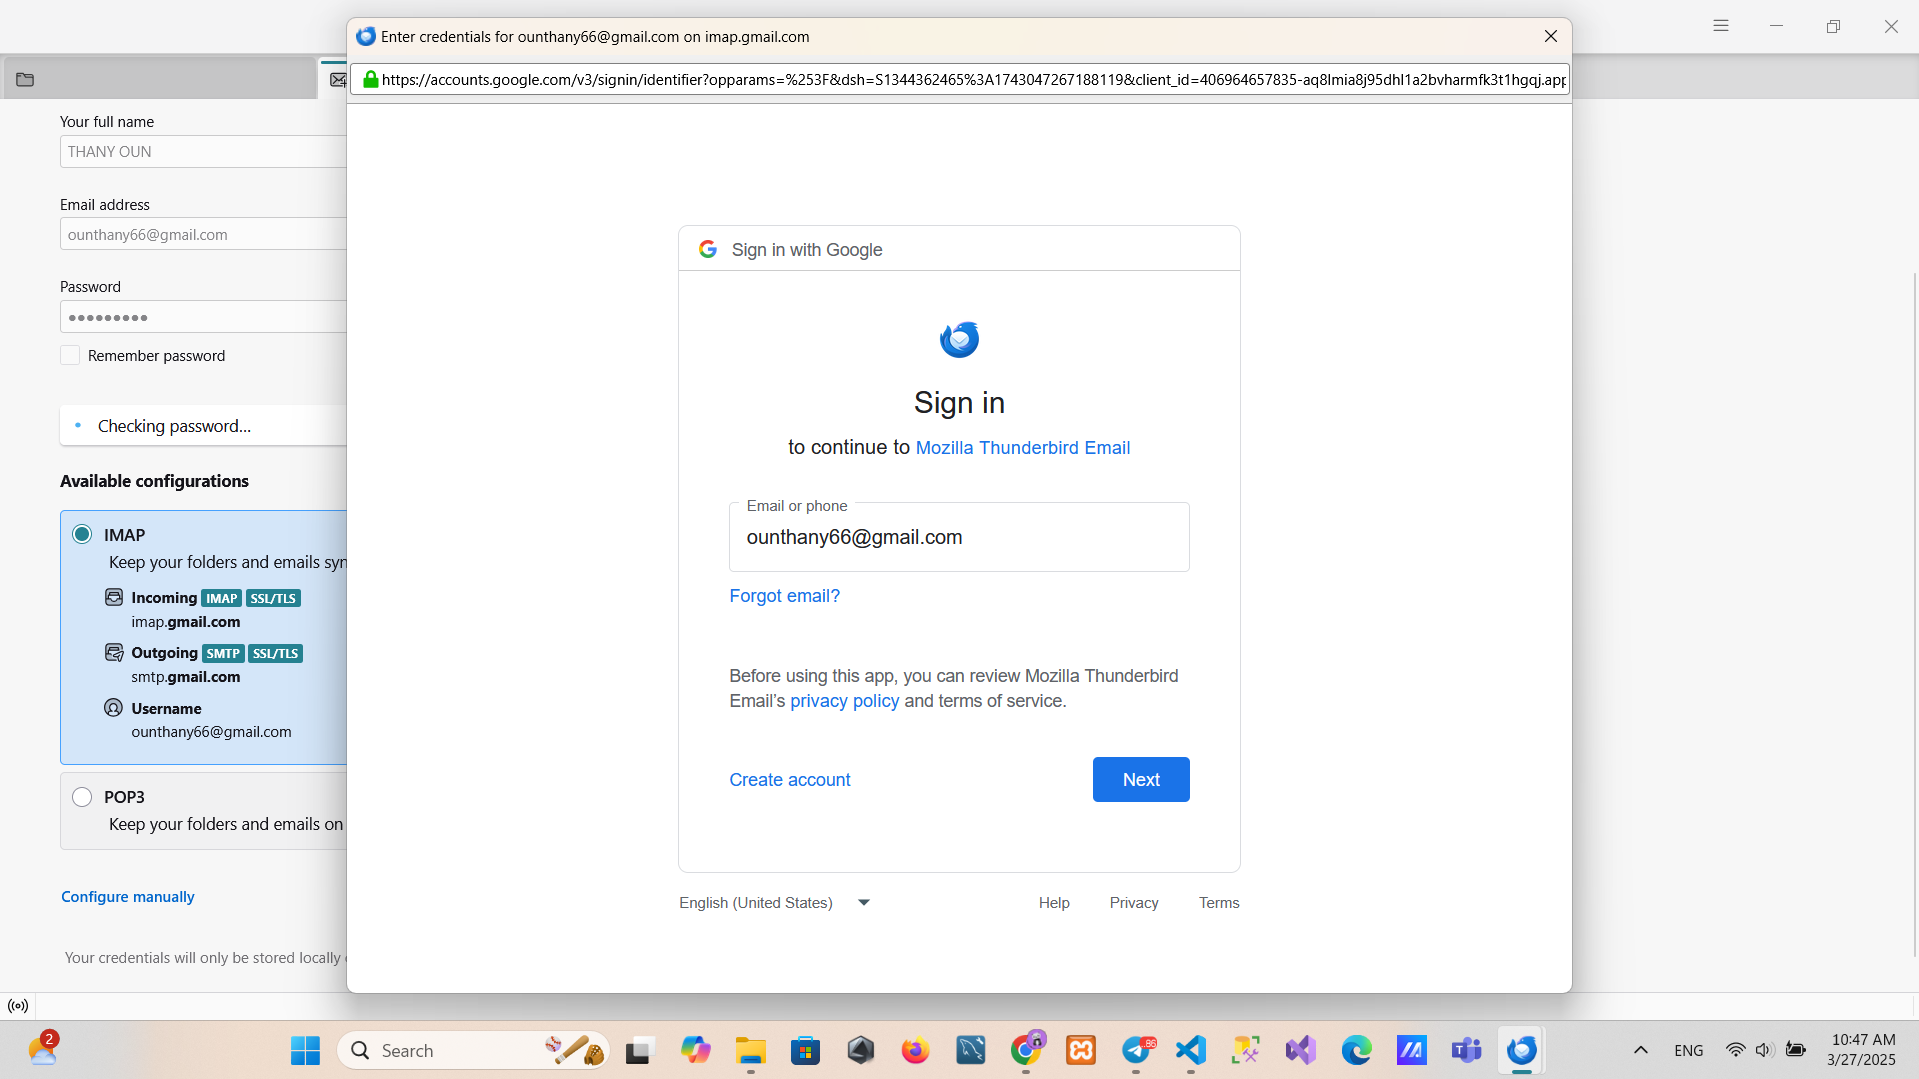 Enter credentials for ounthany66@gmail.com on imap.gmail.com
https://accounts.google.com/v3/signin/identifier?opparams=%253F&dsh=S1344362465%3A1743047267188119&client_id=406964657835-aq8lmia8j95dhl1a2bvharmfk3t1hgqj.app
Your full name
THANY OUN
Email address
ounthany66@gmail.com
Password
Remember password
Checking password...
Available configurations
IMAP
Keep your folders and emails syn
Incoming IMAP SSL/TLS
imap.gmail.com
Outgoing SMTP SSL/TLS
smtp.gmail.com
Username
ounthany66@gmail.com
POP3
Keep your folders and emails on
Configure manually
Your credentials will only be stored locally
Sign in with Google
Sign in
to continue to Mozilla Thunderbird Email
Email or phone
ounthany66@gmail.com
Forgot email?
Before using this app, you can review Mozilla Thunderbird
Email's privacy policy and terms of service.
Create account
Next
English (United States)
Help
Privacy
Terms
2
Search
86
ENG
10:47 AM
3/27/2025